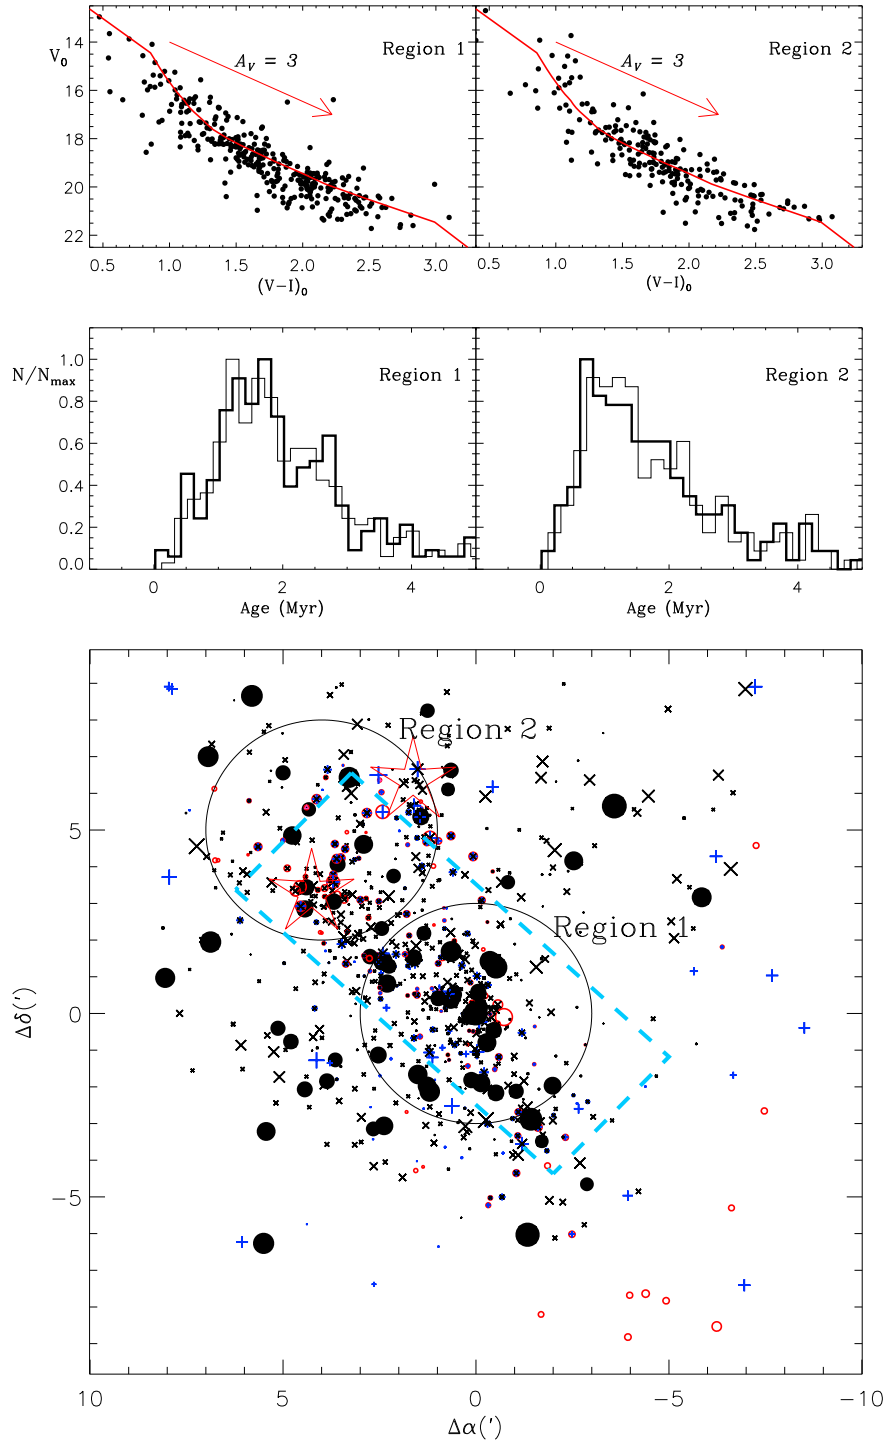 V₀
14
16
18
20
22
A_V = 3
Region 1
A_V = 3
Region 2
0.5 1.0 1.5 2.0 2.5 3.0
0.5 1.0 1.5 2.0 2.5 3.0
(V−I)₀
(V−I)₀
N/N_max
1.0
0.8
0.6
0.4
0.2
0.0
Region 1
Region 2
0 2 4
0 2 4
Age (Myr)
Age (Myr)
Region 2
5
Region 1
Δδ(')
0
−5
10 5 0 −5 −10
Δα(')